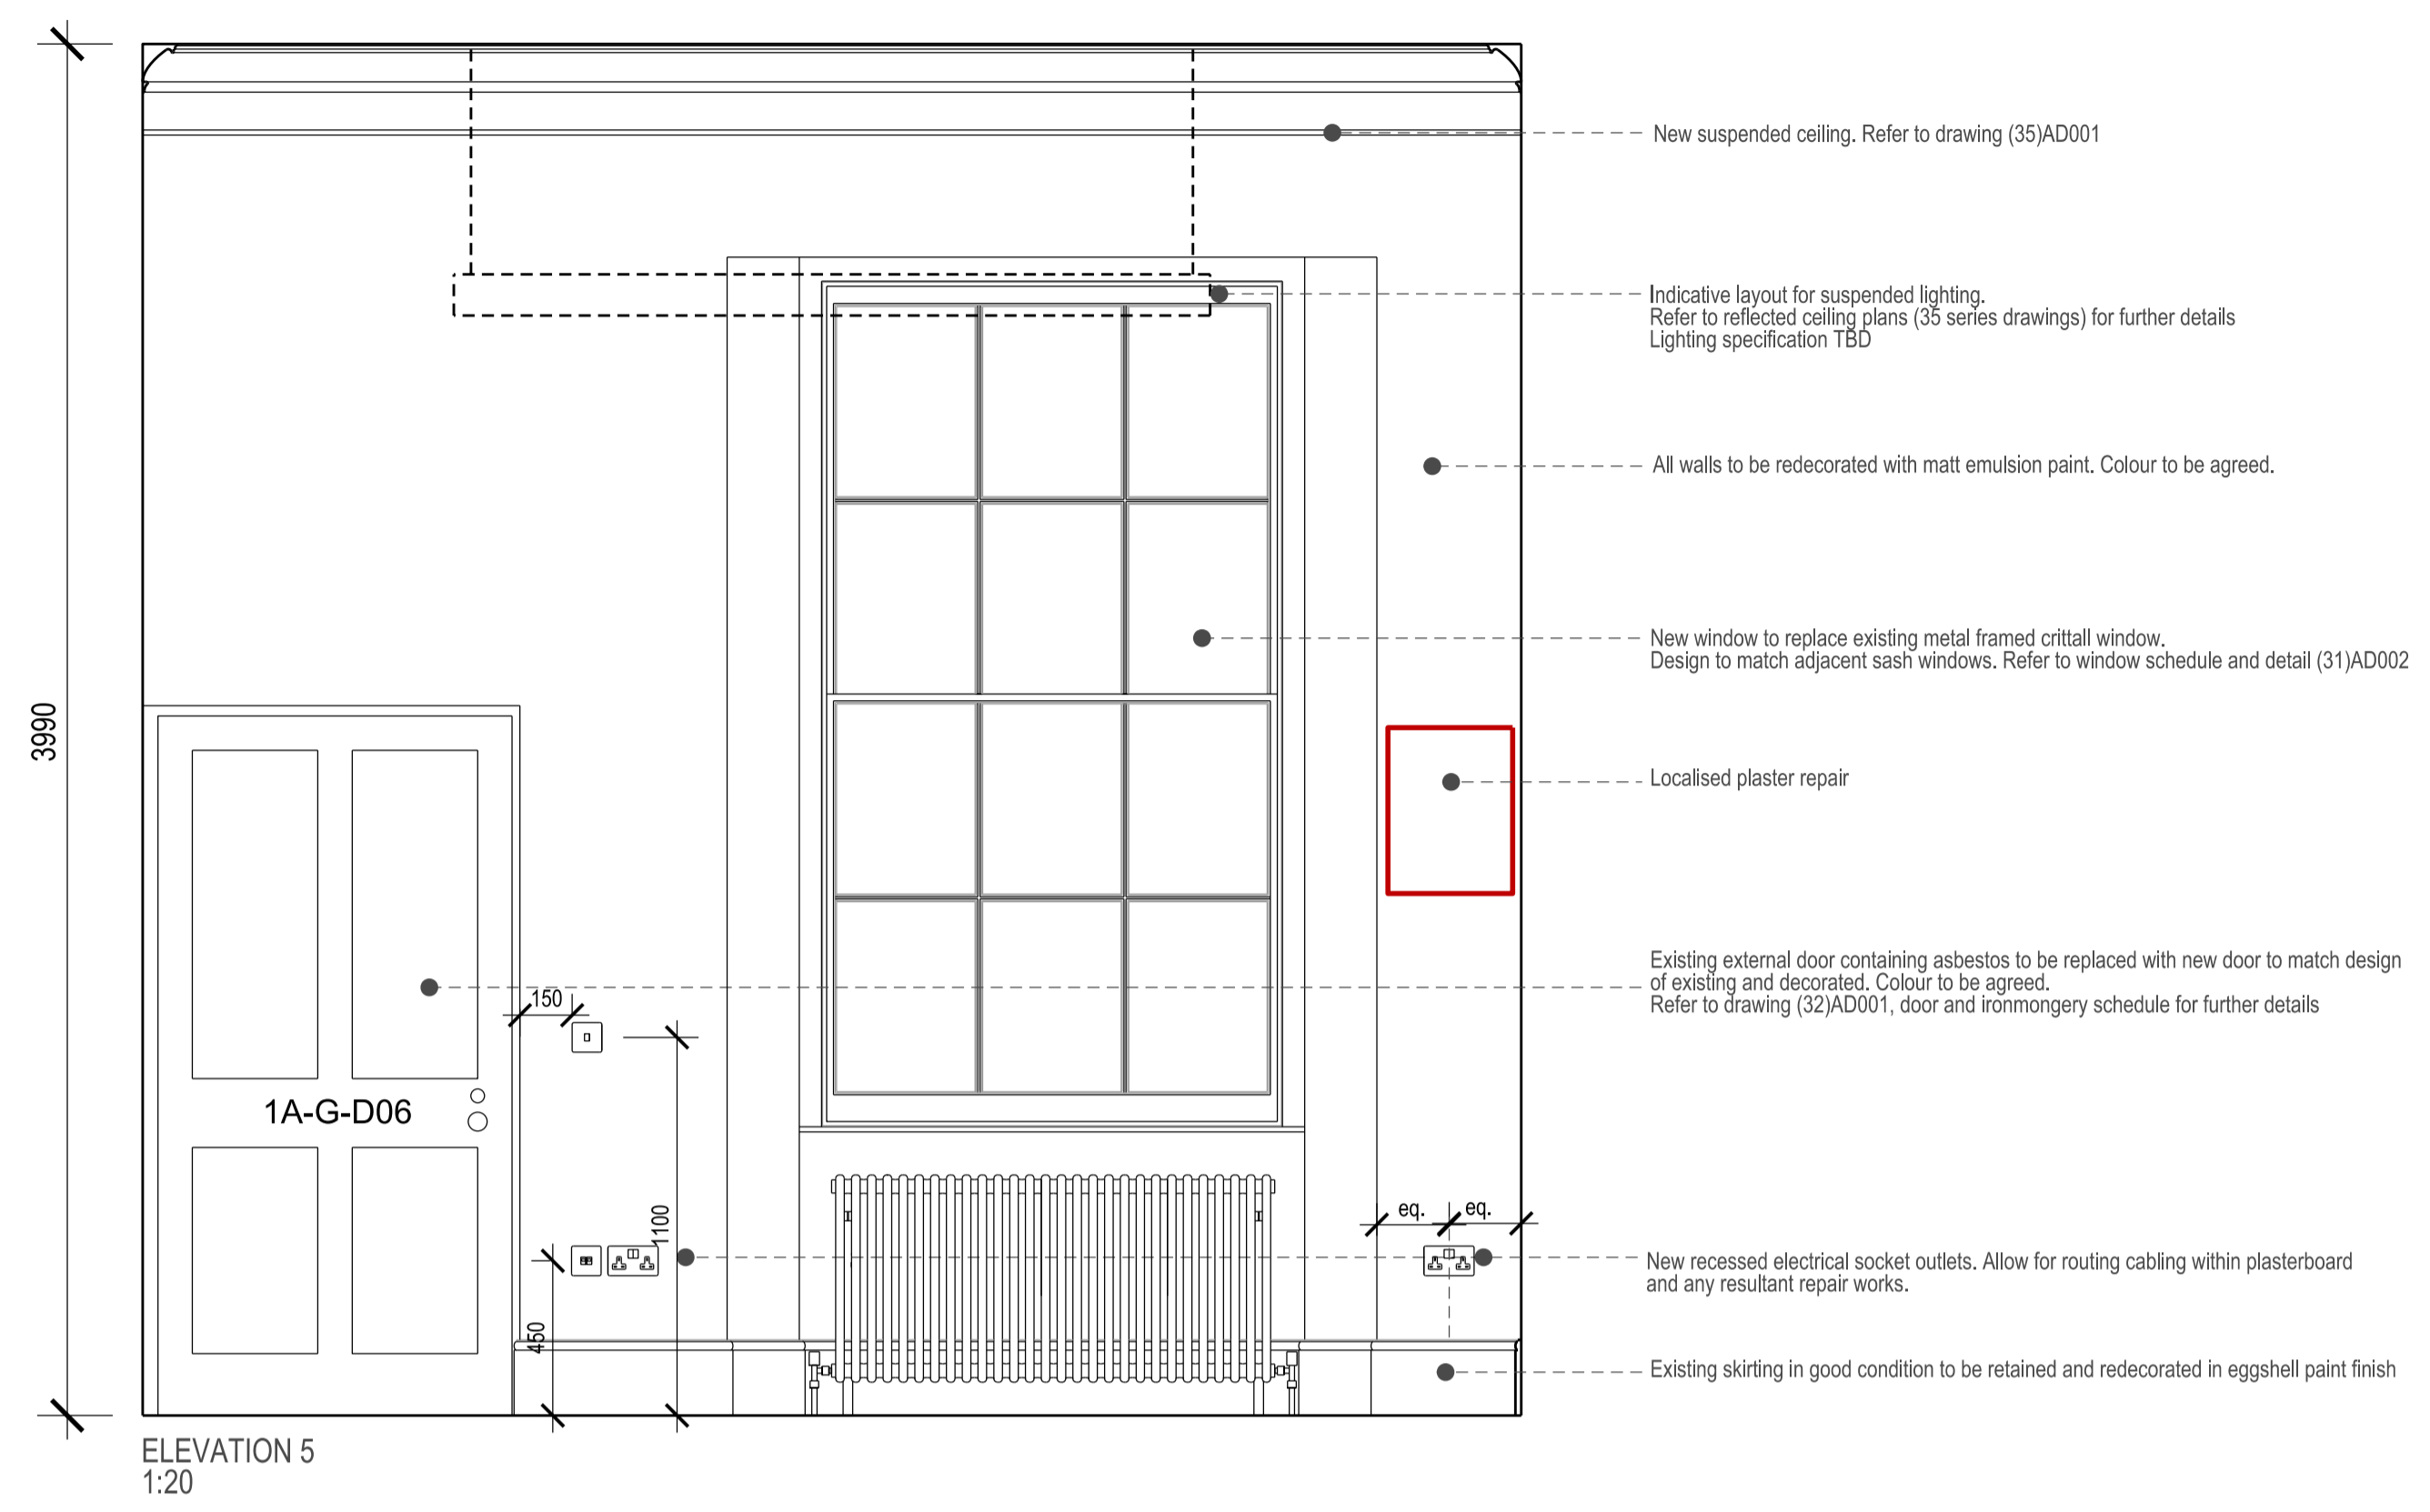 New suspended ceiling. Refer to drawing (35)AD001
Indicative layout for suspended lighting.
Refer to reflected ceiling plans (35 series drawings) for further details
Lighting specification TBD
All walls to be redecorated with matt emulsion paint. Colour to be agreed.
New window to replace existing metal framed crittall window.
Design to match adjacent sash windows. Refer to window schedule and detail (31)AD002
3990
Localised plaster repair
Existing external door containing asbestos to be replaced with new door to match design
of existing and decorated. Colour to be agreed.
Refer to drawing (32)AD001, door and ironmongery schedule for further details
150
1A-G-D06
1100
eq.
eq.
New recessed electrical socket outlets. Allow for routing cabling within plasterboard
and any resultant repair works.
450
Existing skirting in good condition to be retained and redecorated in eggshell paint finish
ELEVATION 5
1:20